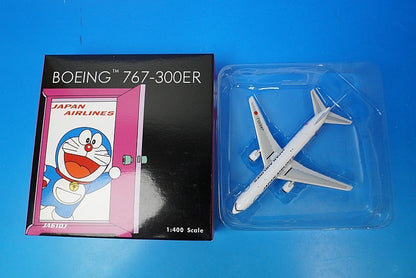 BOEING™ 767-300ER
JAPAN
AIRLINES
JA610J
1:400 Scale